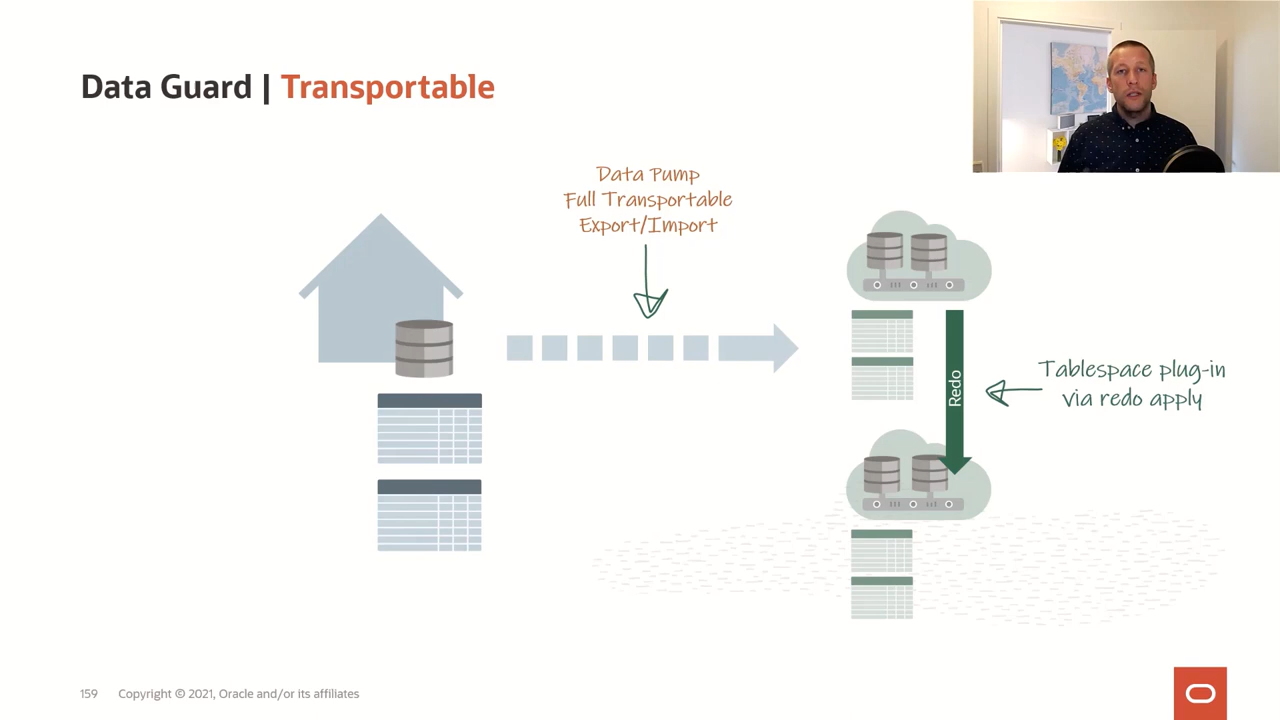 Data Guard | Transportable
Data Pump
Full Transportable
Export/Import
Redo
Tablespace plug-in
via redo apply
159 Copyright © 2021, Oracle and/or its affiliates